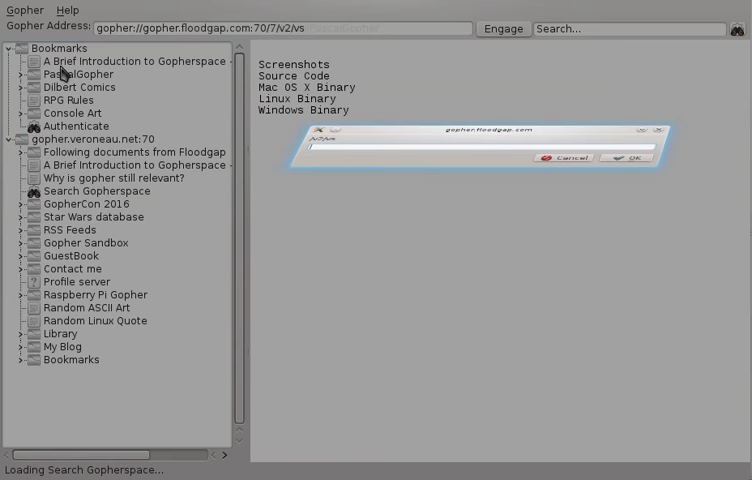 Gopher Help
Gopher Address: gopher://gopher.floodgap.com:70/7/v2/vs PascalGopher Engage Search...
Bookmarks
A Brief Introduction to Gopherspace -
PascalGopher
Dilbert Comics
RPG Rules
Console Art
Authenticate
gopher.veroneau.net:70
Following documents from Floodgap
A Brief Introduction to Gopherspace -
Why is gopher still relevant?
Search Gopherspace
GopherCon 2016
Star Wars database
RSS Feeds
Gopher Sandbox
GuestBook
Contact me
Profile server
Raspberry Pi Gopher
Random ASCII Art
Random Linux Quote
Library
My Blog
Bookmarks
Screenshots
Source Code
Mac OS X Binary
Linux Binary
Windows Binary
gopher.floodgap.com
/v2/vs
Cancel OK
Loading Search Gopherspace...